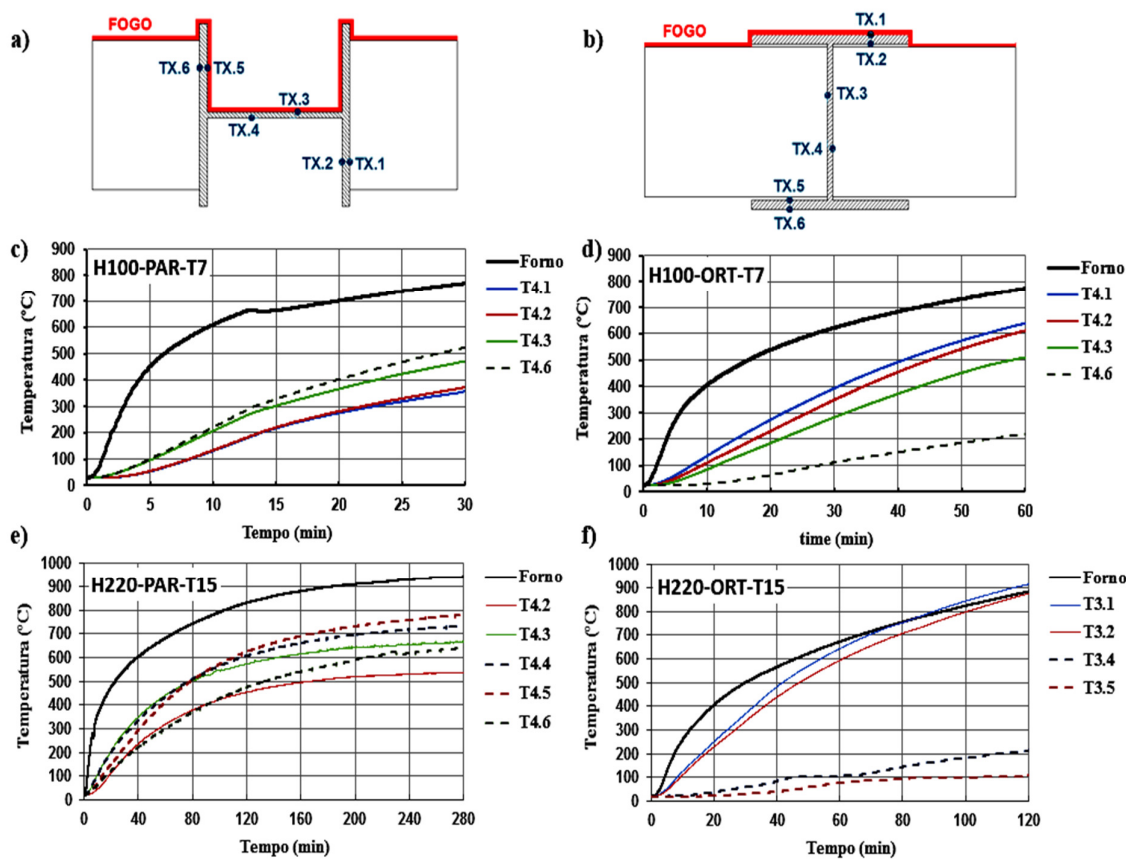 a)
FOGO
TX.6
TX.5
TX.3
TX.4
TX.2
TX.1
b)
FOGO
TX.1
TX.2
TX.3
TX.4
TX.5
TX.6
c)
H100-PAR-T7
Temperatura (°C)
900
800
700
600
500
400
300
200
100
0
0 5 10 15 20 25 30
Tempo (min)
Forno
T4.1
T4.2
T4.3
T4.6
d)
H100-ORT-T7
Temperatura (°C)
900
800
700
600
500
400
300
200
100
0
0 10 20 30 40 50 60
time (min)
Forno
T4.1
T4.2
T4.3
T4.6
e)
H220-PAR-T15
Temperatura (°C)
1000
900
800
700
600
500
400
300
200
100
0
0 40 80 120 160 200 240 280
Tempo (min)
Forno
T4.2
T4.3
T4.4
T4.5
T4.6
f)
H220-ORT-T15
Temperatura (°C)
1000
900
800
700
600
500
400
300
200
100
0
0 20 40 60 80 100 120
Tempo (min)
Forno
T3.1
T3.2
T3.4
T3.5